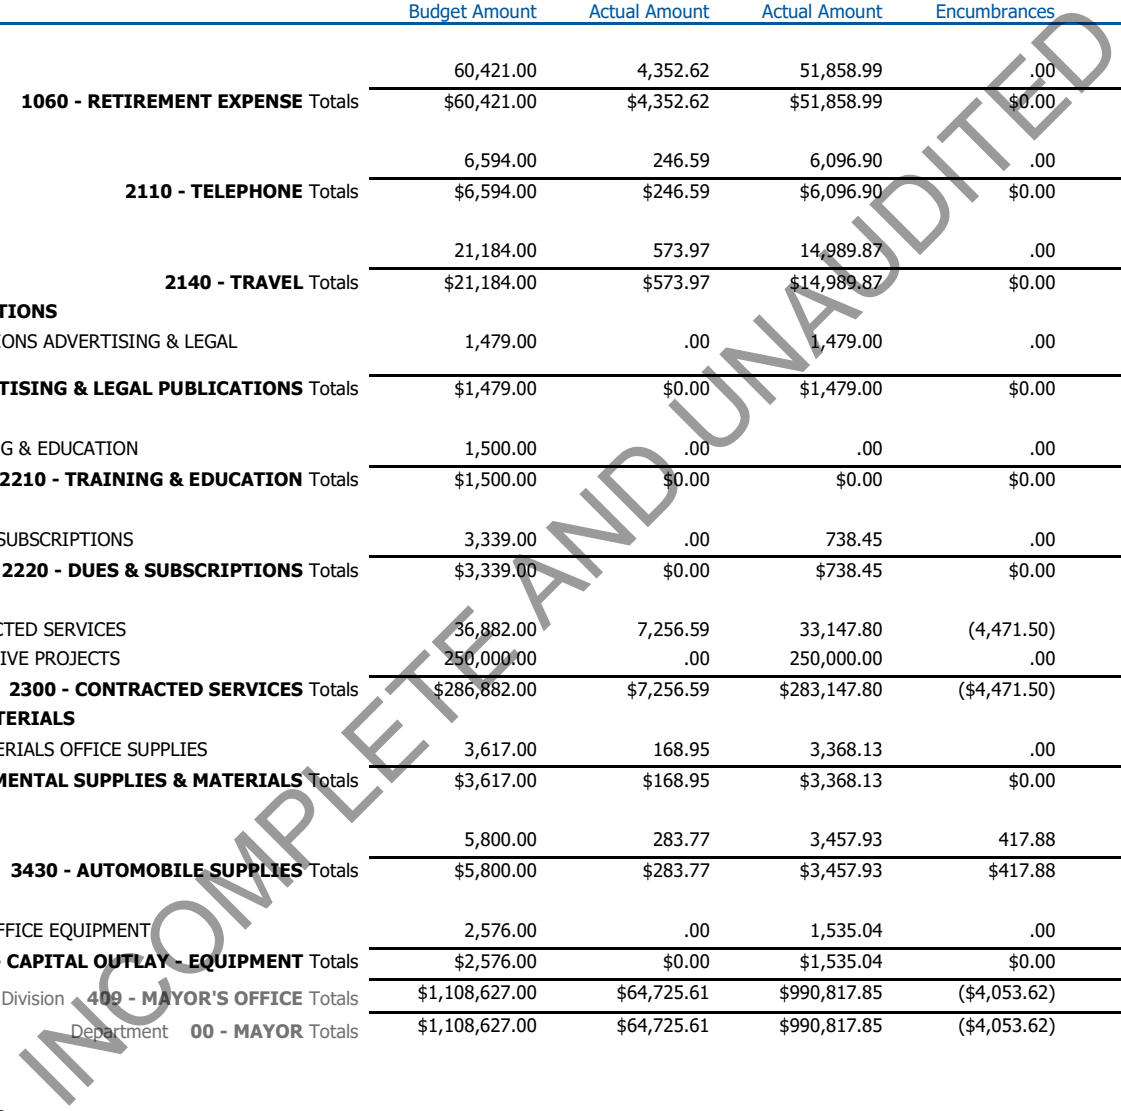 Budget Amount Actual Amount Actual Amount Encumbrances
60,421.00 4,352.62 51,858.99 .00
1060 - RETIREMENT EXPENSE Totals $60,421.00 $4,352.62 $51,858.99 $0.00
6,594.00 246.59 6,096.90 .00
2110 - TELEPHONE Totals $6,594.00 $246.59 $6,096.90 $0.00
21,184.00 573.97 14,989.87 .00
2140 - TRAVEL Totals $21,184.00 $573.97 $14,989.87 $0.00
TIONS
IONS ADVERTISING & LEGAL 1,479.00 .00 1,479.00 .00
TISING & LEGAL PUBLICATIONS Totals $1,479.00 $0.00 $1,479.00 $0.00
G & EDUCATION 1,500.00 .00 .00 .00
2210 - TRAINING & EDUCATION Totals $1,500.00 $0.00 $0.00 $0.00
SUBSCRIPTIONS 3,339.00 .00 738.45 .00
2220 - DUES & SUBSCRIPTIONS Totals $3,339.00 $0.00 $738.45 $0.00
CTED SERVICES 36,882.00 7,256.59 33,147.80 (4,471.50)
IVE PROJECTS 250,000.00 .00 250,000.00 .00
2300 - CONTRACTED SERVICES Totals $286,882.00 $7,256.59 $283,147.80 ($4,471.50)
TERIALS
ERIALS OFFICE SUPPLIES 3,617.00 168.95 3,368.13 .00
MENTAL SUPPLIES & MATERIALS Totals $3,617.00 $168.95 $3,368.13 $0.00
5,800.00 283.77 3,457.93 417.88
3430 - AUTOMOBILE SUPPLIES Totals $5,800.00 $283.77 $3,457.93 $417.88
FFICE EQUIPMENT 2,576.00 .00 1,535.04 .00
- CAPITAL OUTLAY - EQUIPMENT Totals $2,576.00 $0.00 $1,535.04 $0.00
Division 409 - MAYOR'S OFFICE Totals $1,108,627.00 $64,725.61 $990,817.85 ($4,053.62)
Department 00 - MAYOR Totals $1,108,627.00 $64,725.61 $990,817.85 ($4,053.62)
INCOMPLETE AND UNAUDITED